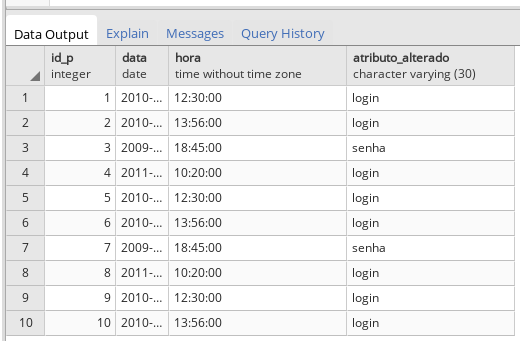 Data Output Explain Messages Query History
id_p data hora atributo_alterado
integer date time without time zone character varying (30)
1 1 2010-... 12:30:00 login
2 2 2010-... 13:56:00 login
3 3 2009-... 18:45:00 senha
4 4 2011-... 10:20:00 login
5 5 2010-... 12:30:00 login
6 6 2010-... 13:56:00 login
7 7 2009-... 18:45:00 senha
8 8 2011-... 10:20:00 login
9 9 2010-... 12:30:00 login
10 10 2010-... 13:56:00 login